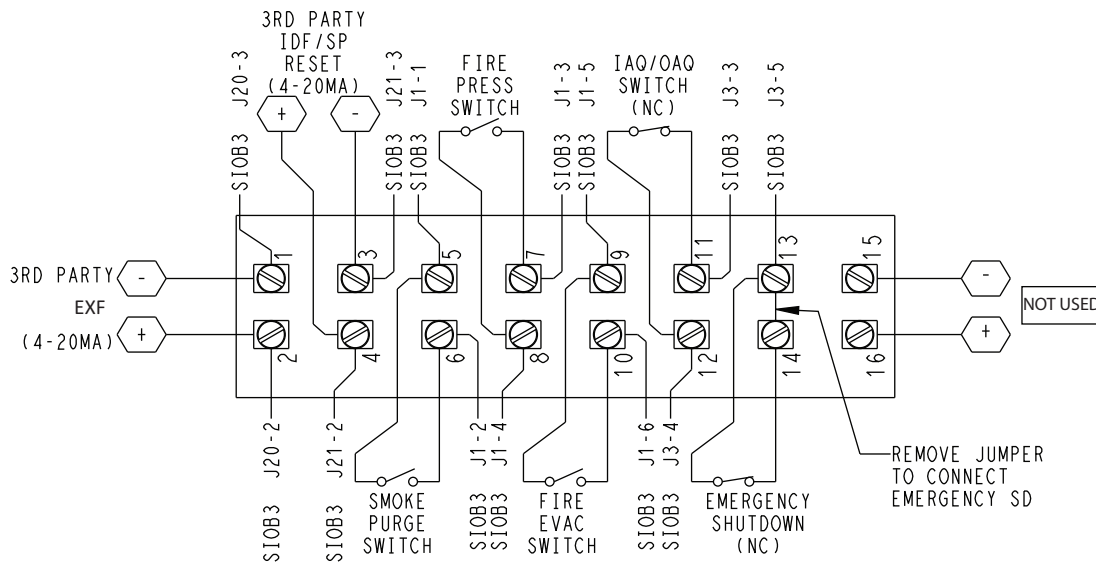 3RD PARTY
IDF/SP
RESET
(4-20MA)
+
-
J20-3
SIOB3
J21-3
SIOB3
J1-1
SIOB3
FIRE
PRESS
SWITCH
J1-3
SIOB3
J1-5
SIOB3
IAQ/OAQ
SWITCH
(NC)
J3-3
SIOB3
J3-5
SIOB3
1
3
5
7
9
11
13
15
3RD PARTY
EXF
(4-20MA)
-
+
-
+
NOT USED
2
4
6
8
10
12
14
16
J20-2
SIOB3
J21-2
SIOB3
SMOKE
PURGE
SWITCH
J1-2
SIOB3
J1-4
SIOB3
FIRE
EVAC
SWITCH
J1-6
SIOB3
J3-4
SIOB3
EMERGENCY
SHUTDOWN
(NC)
REMOVE JUMPER
TO CONNECT
EMERGENCY SD